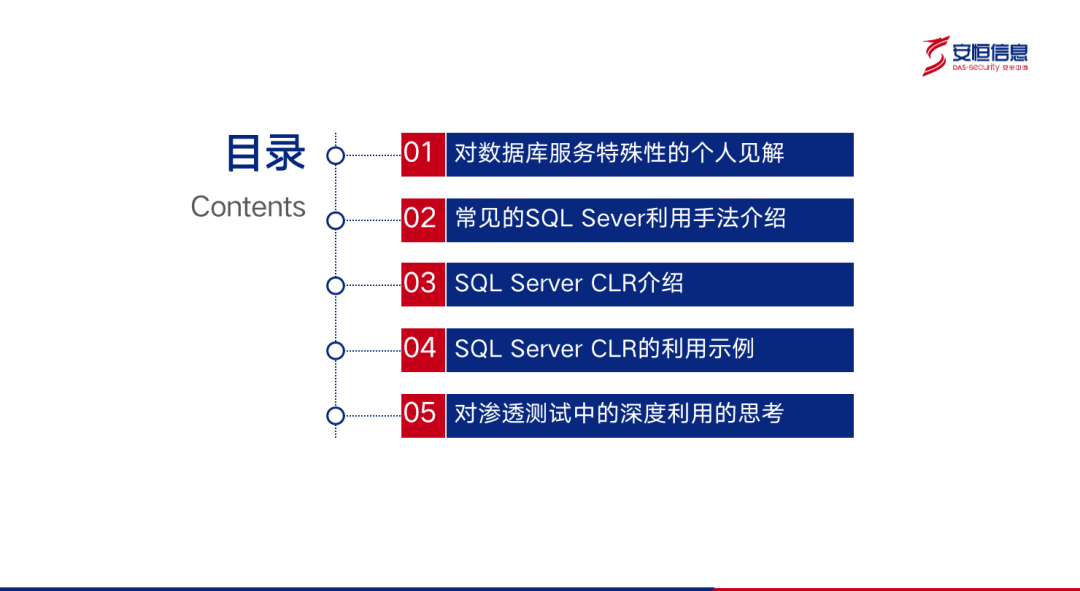 安恒信息
DAS-security 安全中国
目录
Contents
01 对数据库服务特殊性的个人见解
02 常见的SQL Sever利用手法介绍
03 SQL Server CLR介绍
04 SQL Server CLR的利用示例
05 对渗透测试中的深度利用的思考